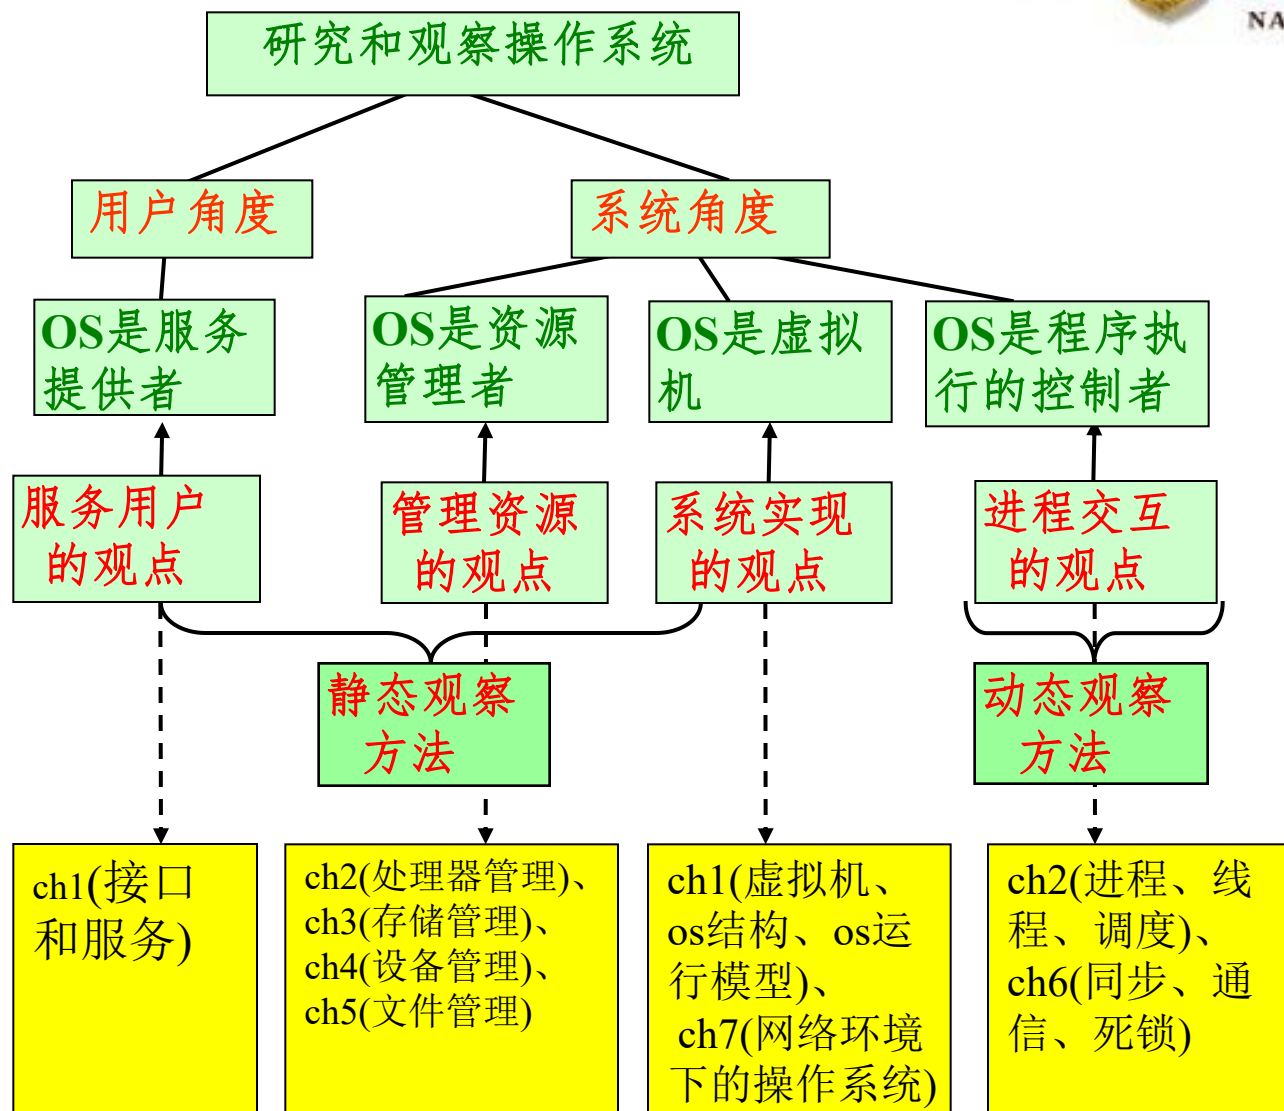 NA
研究和观察操作系统
用户角度
系统角度
OS是服务
提供者
OS是资源
管理者
OS是虚拟
机
OS是程序执
行的控制者
服务用户
的观点
管理资源
的观点
系统实现
的观点
进程交互
的观点
静态观察
方法
动态观察
方法
ch1(接口
和服务)
ch2(处理器管理)、
ch3(存储管理)、
ch4(设备管理)、
ch5(文件管理)
ch1(虚拟机、
os结构、os运
行模型)、
ch7(网络环境
下的操作系统)
ch2(进程、线
程、调度)、
ch6(同步、通
信、死锁)